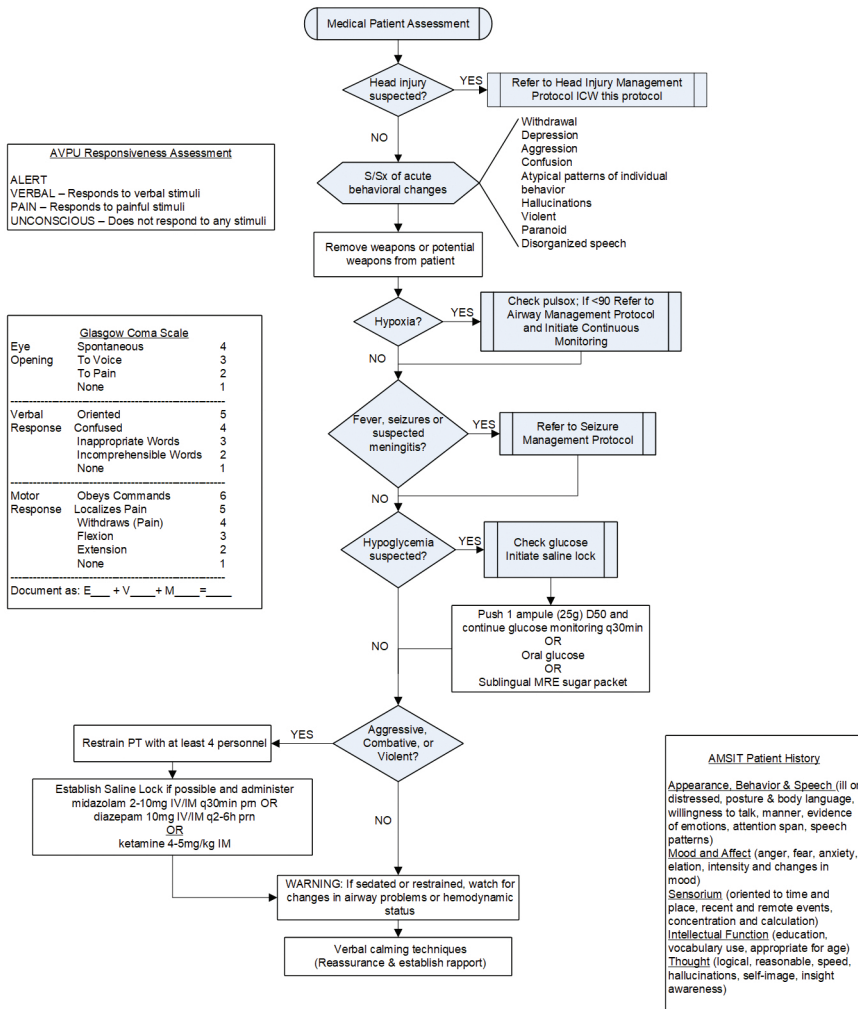 Medical Patient Assessment
Head injury
suspected?
YES
Refer to Head Injury Management
Protocol ICW this protocol
NO
AVPU Responsiveness Assessment
ALERT
VERBAL – Responds to verbal stimuli
PAIN – Responds to painful stimuli
UNCONSCIOUS – Does not respond to any stimuli
S/Sx of acute
behavioral changes
Withdrawal
Depression
Aggression
Confusion
Atypical patterns of individual
behavior
Hallucinations
Violent
Paranoid
Disorganized speech
Remove weapons or potential
weapons from patient
Hypoxia?
YES
Check pulsox; If <90 Refer to
Airway Management Protocol
and Initiate Continuous
Monitoring
NO
Glasgow Coma Scale
Eye Spontaneous 4
Opening To Voice 3
To Pain 2
None 1
Verbal Oriented 5
Response Confused 4
Inappropriate Words 3
Incomprehensible Words 2
None 1
Motor Obeys Commands 6
Response Localizes Pain 5
Withdraws (Pain) 4
Flexion 3
Extension 2
None 1
Document as: E___ + V____+ M____=____
Fever, seizures or
suspected
meningitis?
YES
Refer to Seizure
Management Protocol
NO
Hypoglycemia
suspected?
YES
Check glucose
Initiate saline lock
Push 1 ampule (25g) D50 and
continue glucose monitoring q30min
OR
Oral glucose
OR
Sublingual MRE sugar packet
NO
Aggressive,
Combative, or
Violent?
YES
Restrain PT with at least 4 personnel
Establish Saline Lock if possible and administer
midazolam 2-10mg IV/IM q30min prn OR
diazepam 10mg IV/IM q2-6h prn
OR
ketamine 4-5mg/kg IM
NO
WARNING: If sedated or restrained, watch for
changes in airway problems or hemodynamic
status
Verbal calming techniques
(Reassurance & establish rapport)
AMSIT Patient History
Appearance, Behavior & Speech (ill or
distressed, posture & body language,
willingness to talk, manner, evidence
of emotions, attention span, speech
patterns)
Mood and Affect (anger, fear, anxiety,
elation, intensity and changes in
mood)
Sensorium (oriented to time and
place, recent and remote events,
concentration and calculation)
Intellectual Function (education,
vocabulary use, appropriate for age)
Thought (logical, reasonable, speed,
hallucinations, self-image, insight
awareness)